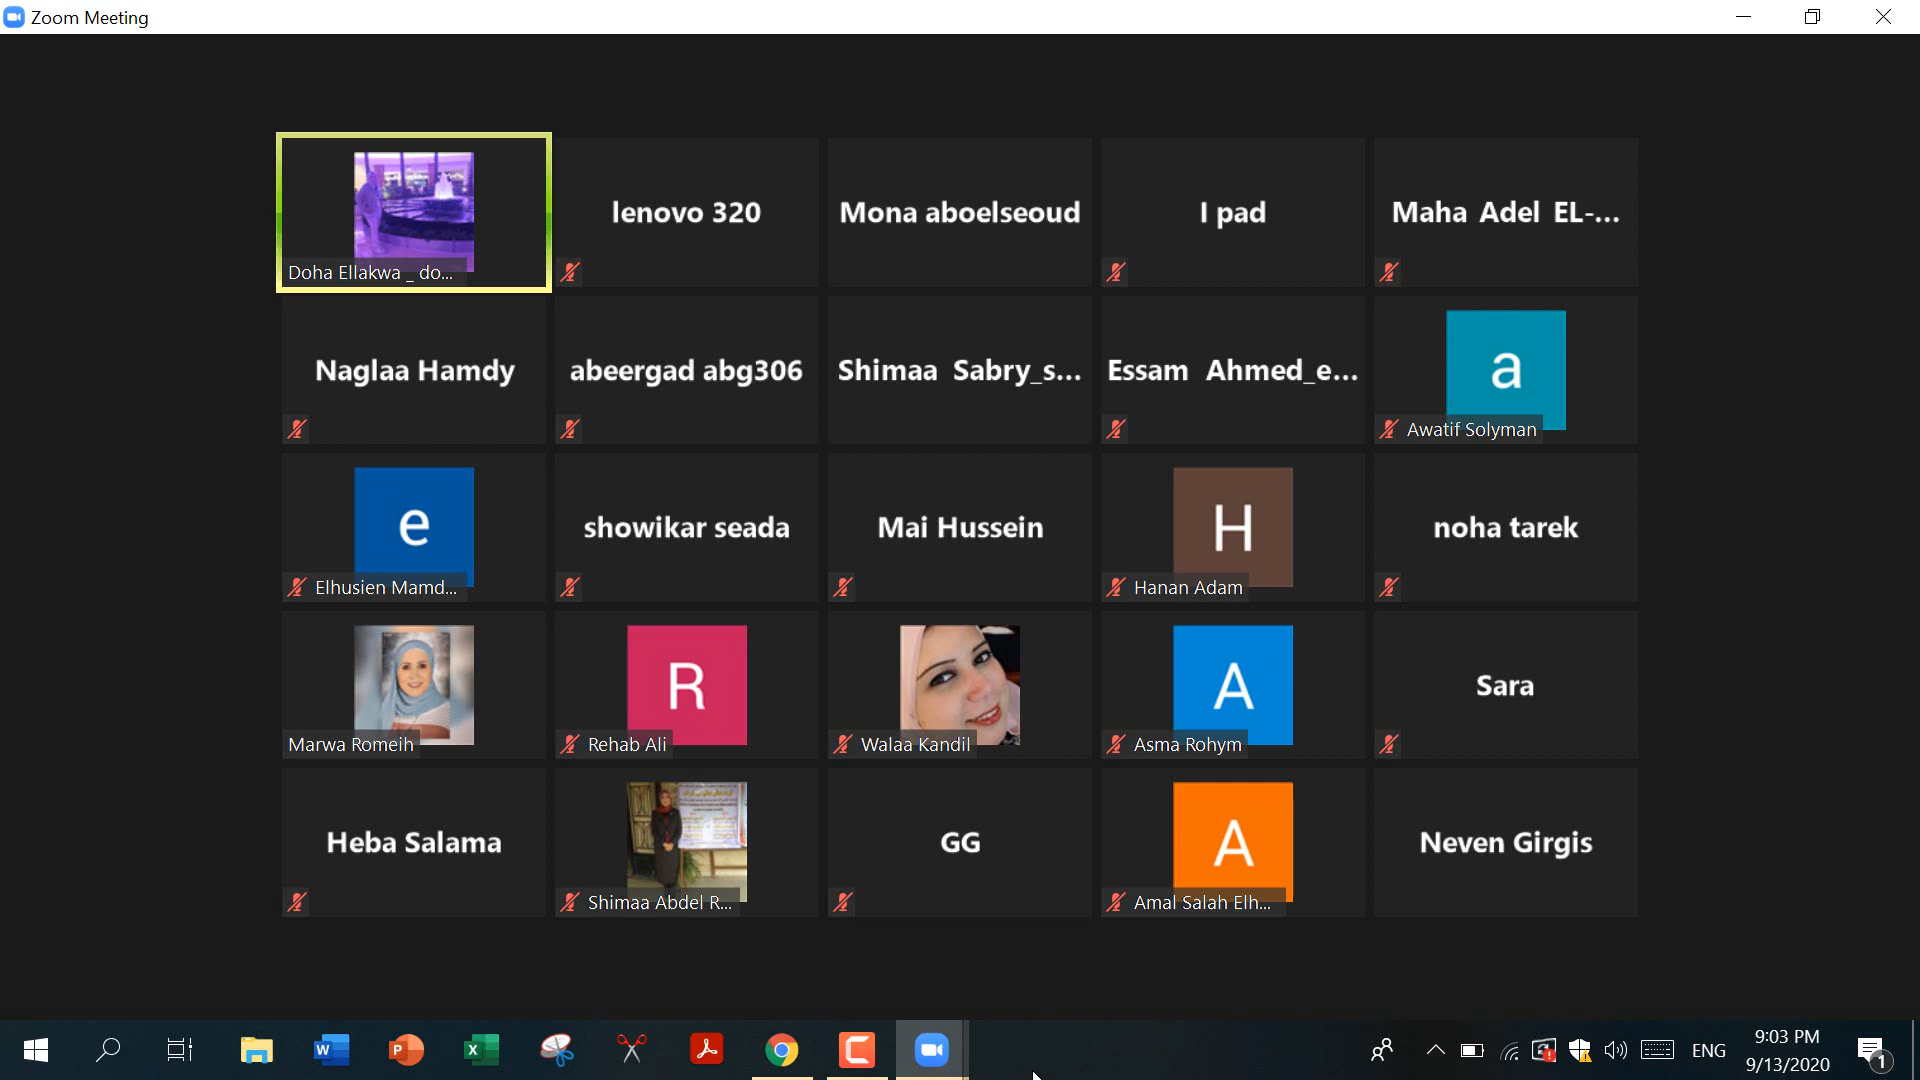 Zoom Meeting
Doha Ellakwa _ do...
lenovo 320
Mona aboelseoud
I pad
Maha Adel EL-...
Naglaa Hamdy
abeergad abg306
Shimaa Sabry_s...
Essam Ahmed_e...
a
Awatif Solyman
e
Elhusien Mamd...
showikar seada
Mai Hussein
H
Hanan Adam
noha tarek
Marwa Romeih
R
Rehab Ali
Walaa Kandil
A
Asma Rohym
Sara
Heba Salama
Shimaa Abdel R...
GG
A
Amal Salah Elh...
Neven Girgis
W
P
X
ENG
9:03 PM
9/13/2020
1